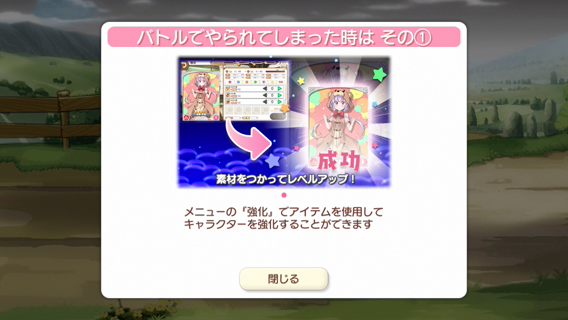 バトルでやられてしまった時は その①
成功
素材をつかってレベルアップ！
メニューの「強化」でアイテムを使用して
キャラクターを強化することができます
閉じる